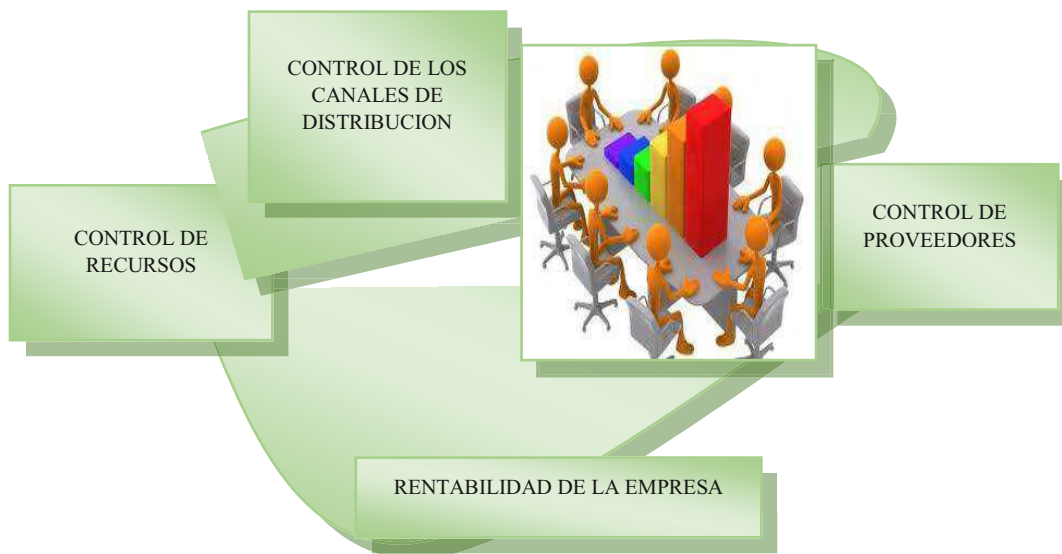 CONTROL DE LOS
CANALES DE
DISTRIBUCION
CONTROL DE
RECURSOS
CONTROL DE
PROVEEDORES
RENTABILIDAD DE LA EMPRESA